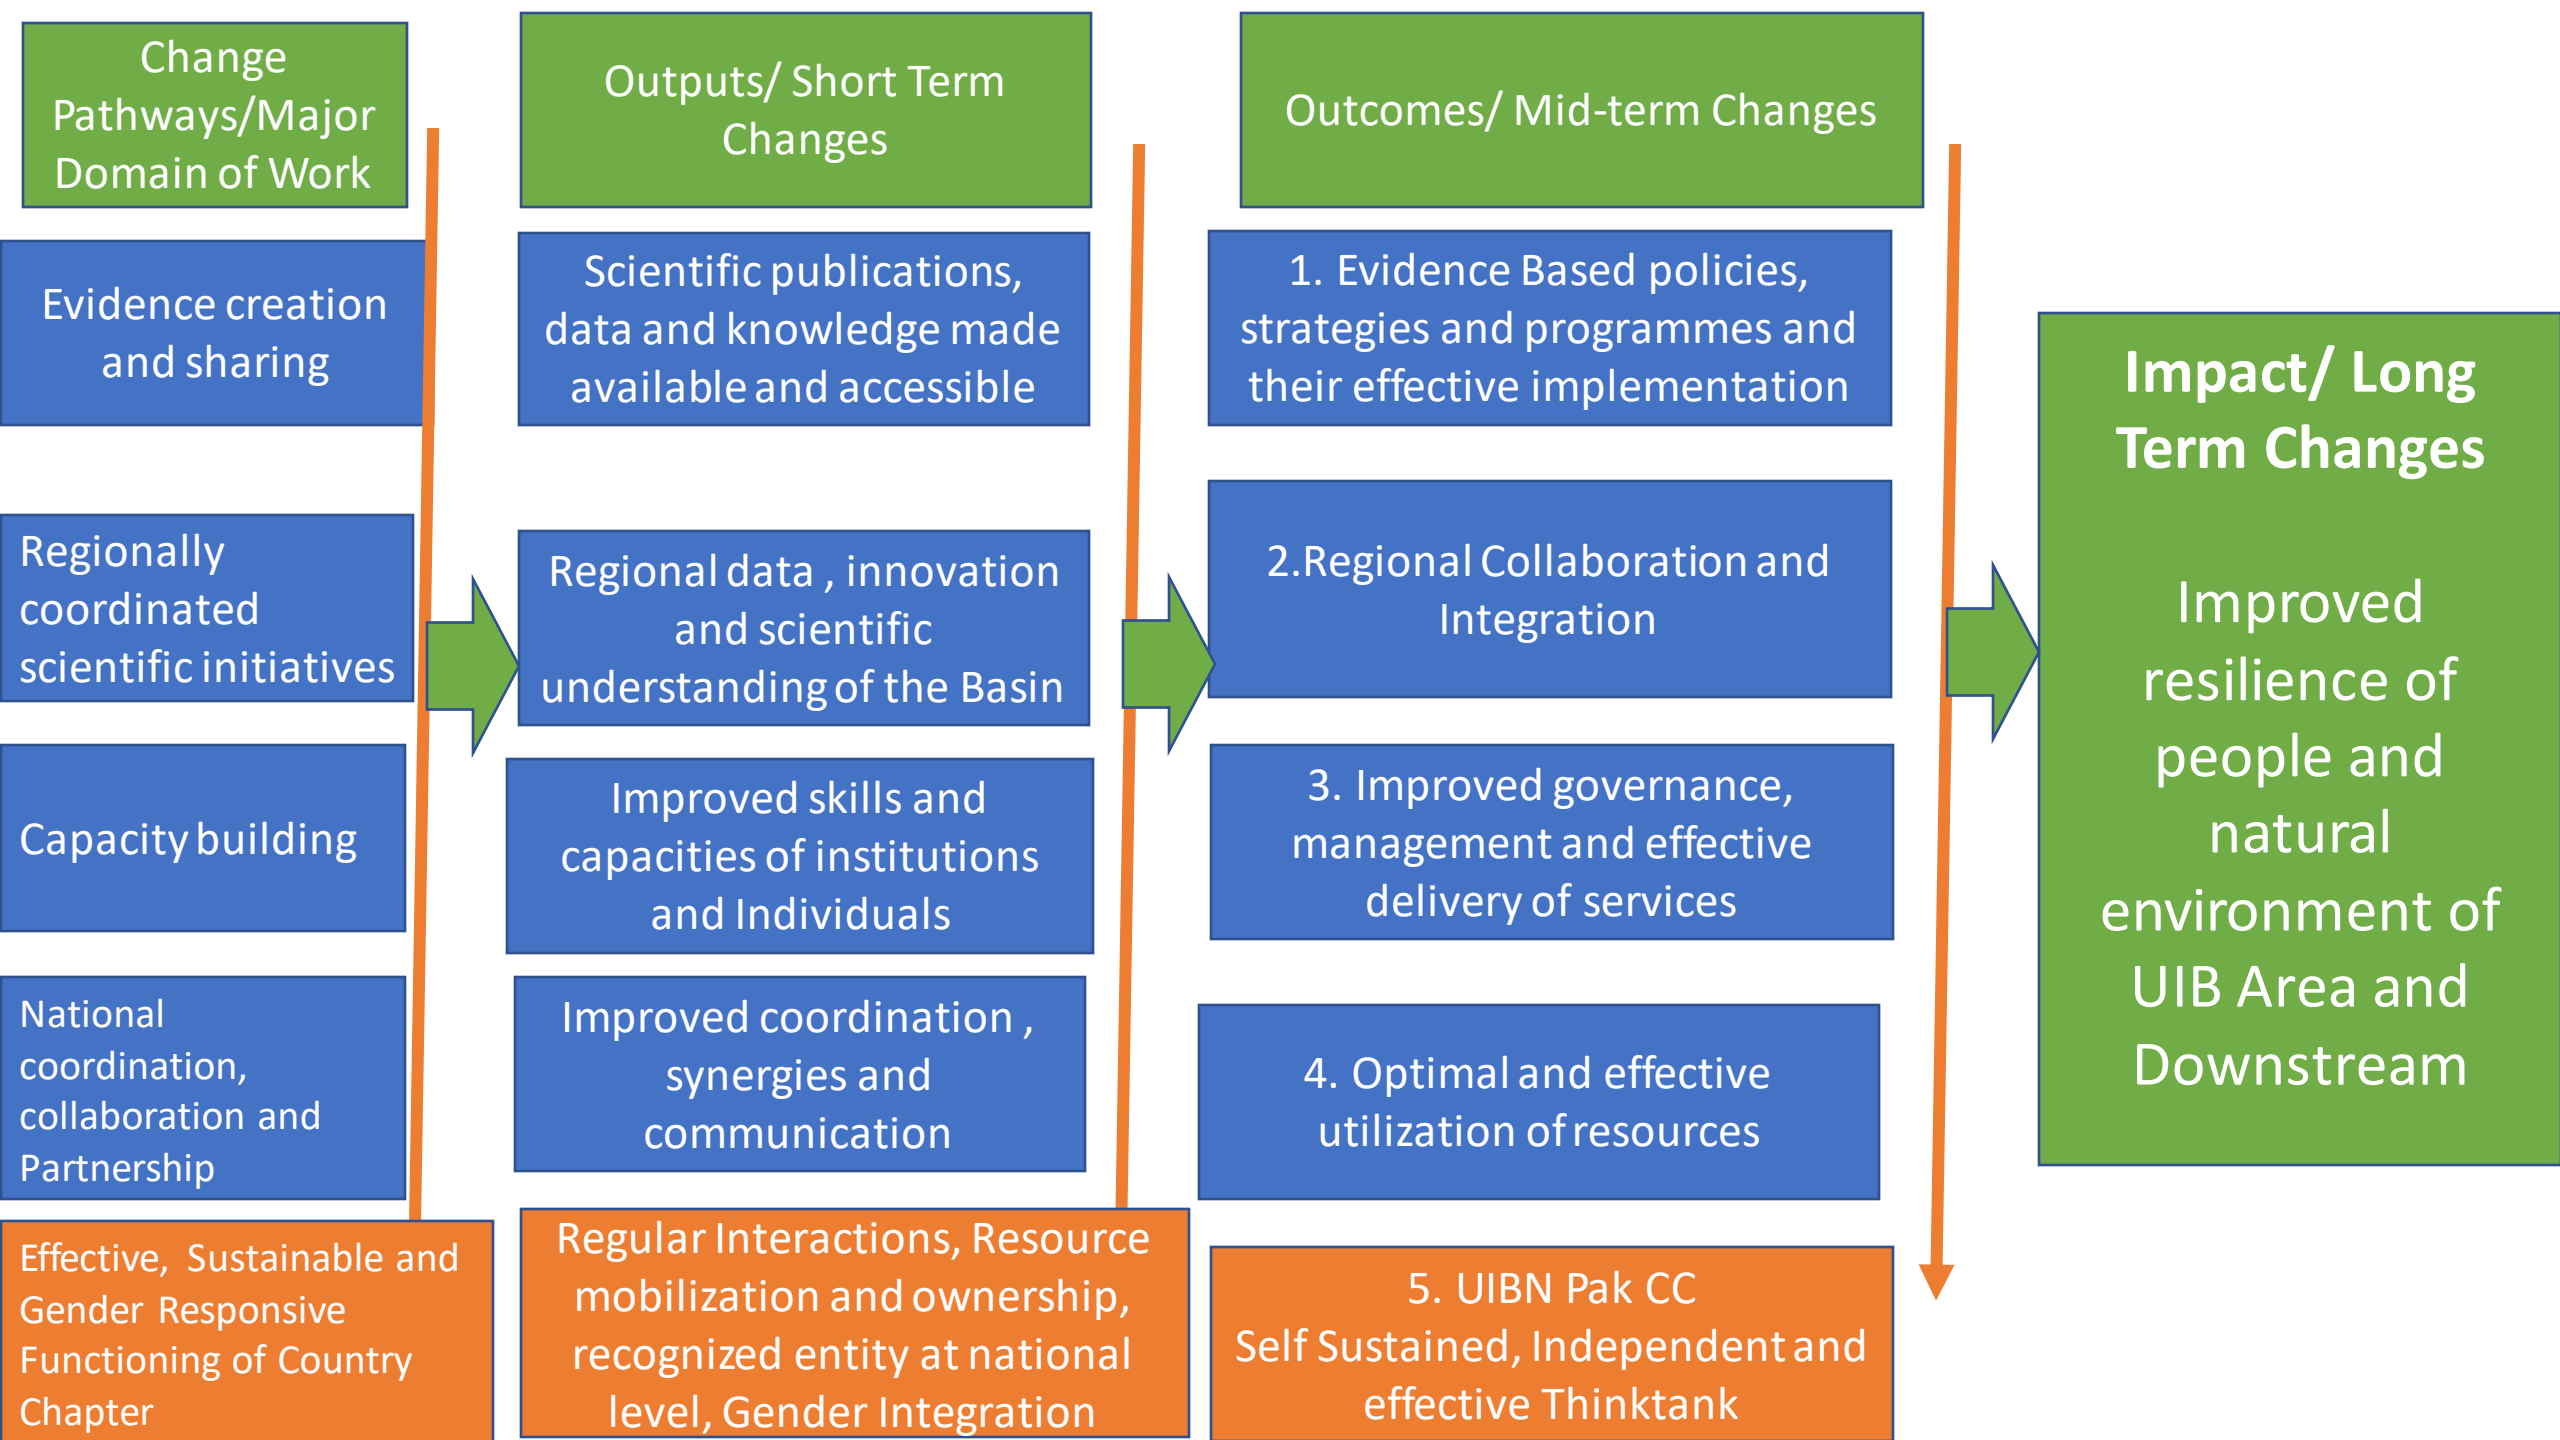 Change
Pathways/Major
Domain of Work
Outputs/ Short Term
Changes
Outcomes/ Mid-term Changes
Evidence creation
and sharing
Scientific publications,
data and knowledge made
available and accessible
1. Evidence Based policies,
strategies and programmes and
their effective implementation
Regionally
coordinated
scientific initiatives
Regional data , innovation
and scientific
understanding of the Basin
2.Regional Collaboration and
Integration
Capacity building
Improved skills and
capacities of institutions
and Individuals
3. Improved governance,
management and effective
delivery of services
National
coordination,
collaboration and
Partnership
Improved coordination ,
synergies and
communication
4. Optimal and effective
utilization of resources
Effective, Sustainable and
Gender Responsive
Functioning of Country
Chapter
Regular Interactions, Resource
mobilization and ownership,
recognized entity at national
level, Gender Integration
5. UIBN Pak CC
Self Sustained, Independent and
effective Thinktank
Impact/ Long
Term Changes
Improved
resilience of
people and
natural
environment of
UIB Area and
Downstream